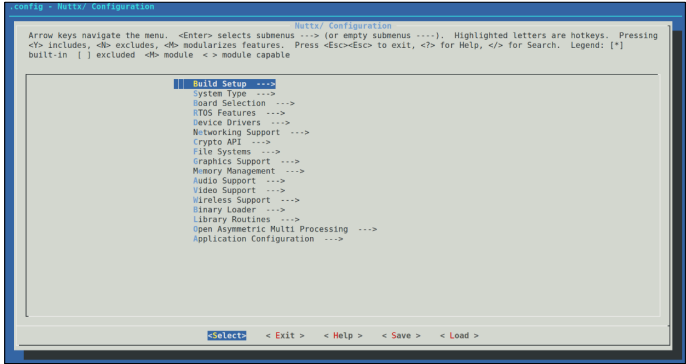 .config - Nuttx/ Configuration
Nuttx/ Configuration
Arrow keys navigate the menu.  <Enter> selects submenus ---> (or empty submenus ----).  Highlighted letters are hotkeys.  Pressing
<Y> includes, <N> excludes, <M> modularizes features.  Press <Esc><Esc> to exit, <?> for Help, </> for Search.  Legend: [*]
built-in  [ ] excluded  <M> module  < > module capable
Build Setup  --->
System Type  --->
Board Selection  --->
RTOS Features  --->
Device Drivers  --->
Networking Support  --->
Crypto API  --->
File Systems  --->
Graphics Support  --->
Memory Management  --->
Audio Support  --->
Video Support  --->
Wireless Support  --->
Binary Loader  --->
Library Routines  --->
Open Asymmetric Multi Processing  --->
Application Configuration  --->
<Select>    < Exit >    < Help >    < Save >    < Load >